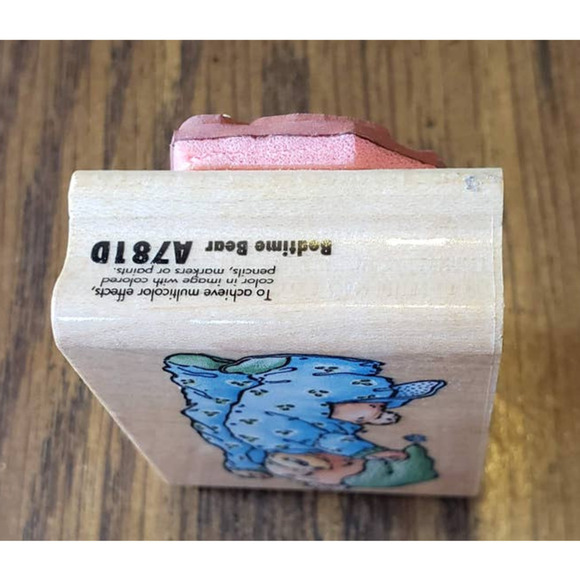 To achieve multicolor effects,
color in image with colored
pencils, markers or paints.
Bedtime Bear A781D